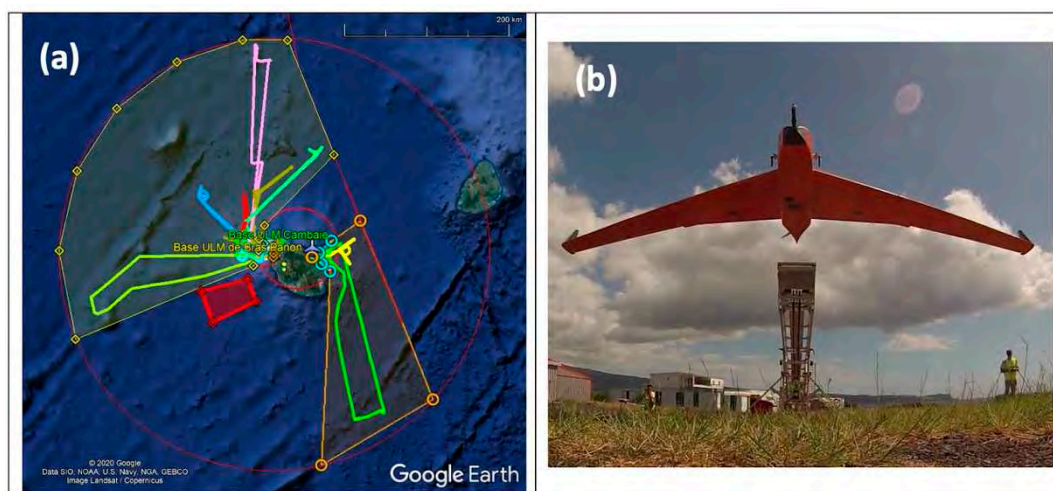 (a)
200 km
Base ULM Cambaie
Base ULM de Bras Panon
© 2020 Google
Data SIO, NOAA, U.S. Navy, NGA, GEBCO
Image Landsat / Copernicus
Google Earth
(b)